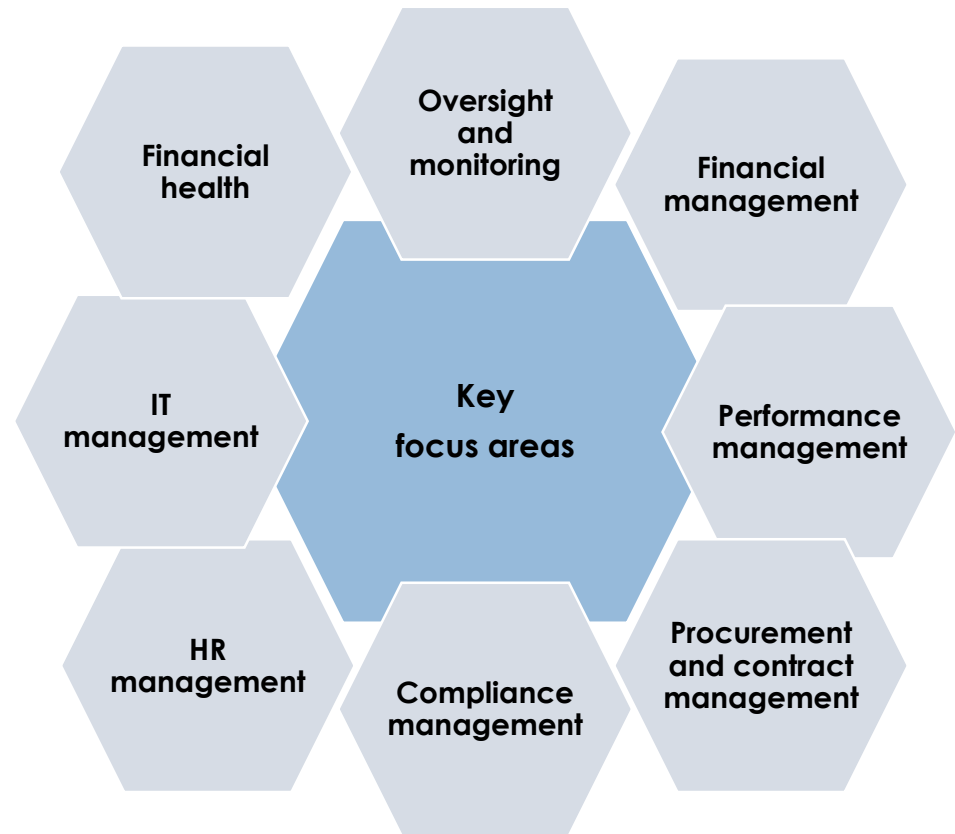 Oversight
and
monitoring
Financial
health
Financial
management
IT
management
Key
focus areas
Performance
management
HR
management
Compliance
management
Procurement
and contract
management